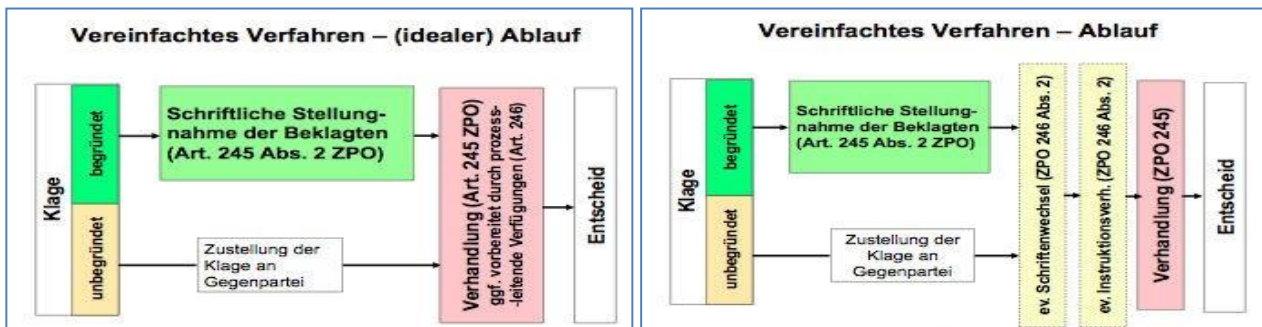 Vereinfachtes Verfahren – (idealer) Ablauf
Klage
begründet
unbegründet
Schriftliche Stellung-
nahme der Beklagten
(Art. 245 Abs. 2 ZPO)
Zustellung der
Klage an
Gegenpartei
Verhandlung (Art. 245 ZPO)
ggf. vorbereitet durch prozess-
-leitende Verfügungen (Art. 246)
Entscheid
Vereinfachtes Verfahren – Ablauf
Klage
begründet
unbegründet
Schriftliche Stellung-
nahme der Beklagten
(Art. 245 Abs. 2 ZPO)
Zustellung der
Klage an
Gegenpartei
ev. Schriftenwechsel (ZPO 246 Abs. 2)
ev. Instruktionsverh. (ZPO 246 Abs. 2)
Verhandlung (ZPO 245)
Entscheid